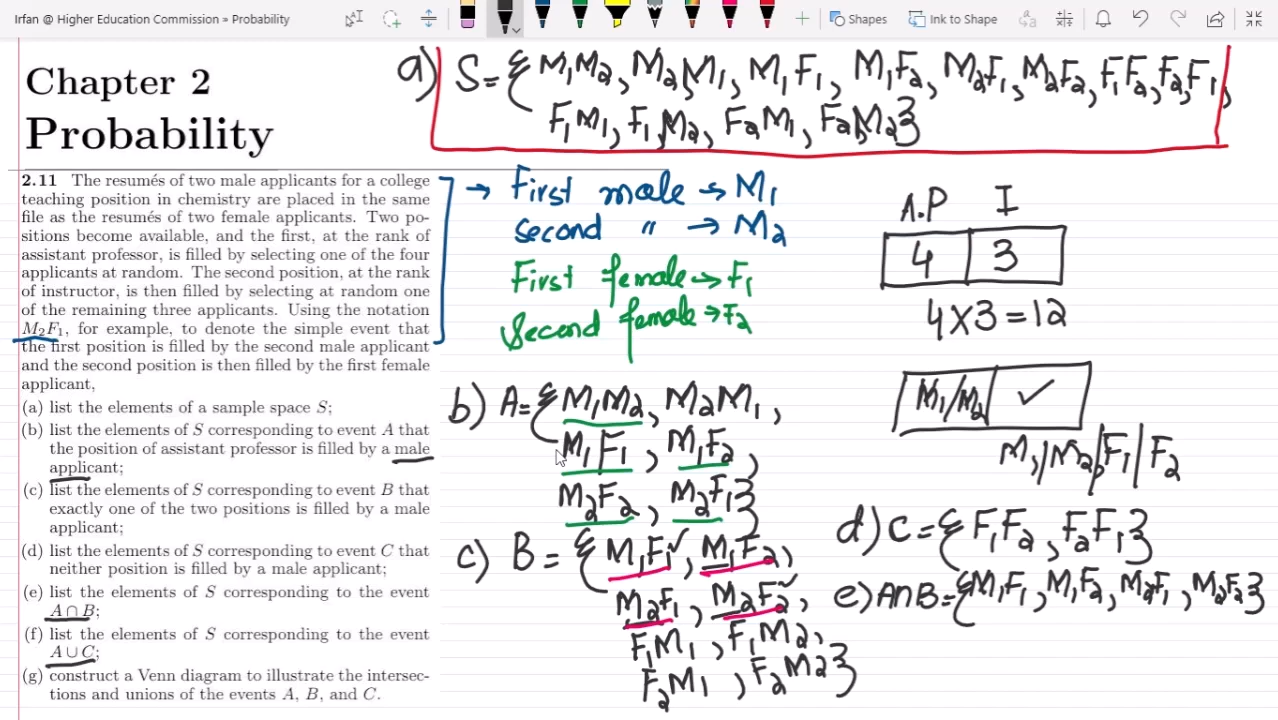 Irfan @ Higher Education Commission » Probability
Shapes
Ink to Shape
Chapter 2
Probability
2.11 The resumés of two male applicants for a college
teaching position in chemistry are placed in the same
file as the resumés of two female applicants. Two po-
sitions become available, and the first, at the rank of
assistant professor, is filled by selecting one of the four
applicants at random. The second position, at the rank
of instructor, is then filled by selecting at random one
of the remaining three applicants. Using the notation
M₂F₁, for example, to denote the simple event that
the first position is filled by the second male applicant
and the second position is then filled by the first female
applicant,
(a) list the elements of a sample space S;
(b) list the elements of S corresponding to event A that
the position of assistant professor is filled by a male
applicant;
(c) list the elements of S corresponding to event B that
exactly one of the two positions is filled by a male
applicant;
(d) list the elements of S corresponding to event C that
neither position is filled by a male applicant;
(e) list the elements of S corresponding to the event
A ∩ B;
(f) list the elements of S corresponding to the event
A ∪ C;
(g) construct a Venn diagram to illustrate the intersec-
tions and unions of the events A, B, and C.
a) S={ M₁M₂, M₂M₁, M₁F₁, M₁F₂, M₂F₁, M₂F₂, F₁F₂, F₂F₁,
F₁M₁, F₁M₂, F₂M₁, F₂M₂}
→ First male → M₁
second " → M₂
First female → F₁
Second female → F₂
A.P I
4 3
4×3=12
M₁/M₂ ✓
M₁/M₂/F₁/F₂
b) A={ M₁M₂, M₂M₁,
M₁F₁, M₁F₂,
M₂F₂, M₂F₁}
c) B={ M₁F₁✓, M₁F₂,
M₂F₁, M₂F₂✓,
F₁M₁, F₁M₂,
F₂M₁, F₂M₂}
d) C={ F₁F₂, F₂F₁}
e) A∩B={M₁F₁, M₁F₂, M₂F₁, M₂F₂}